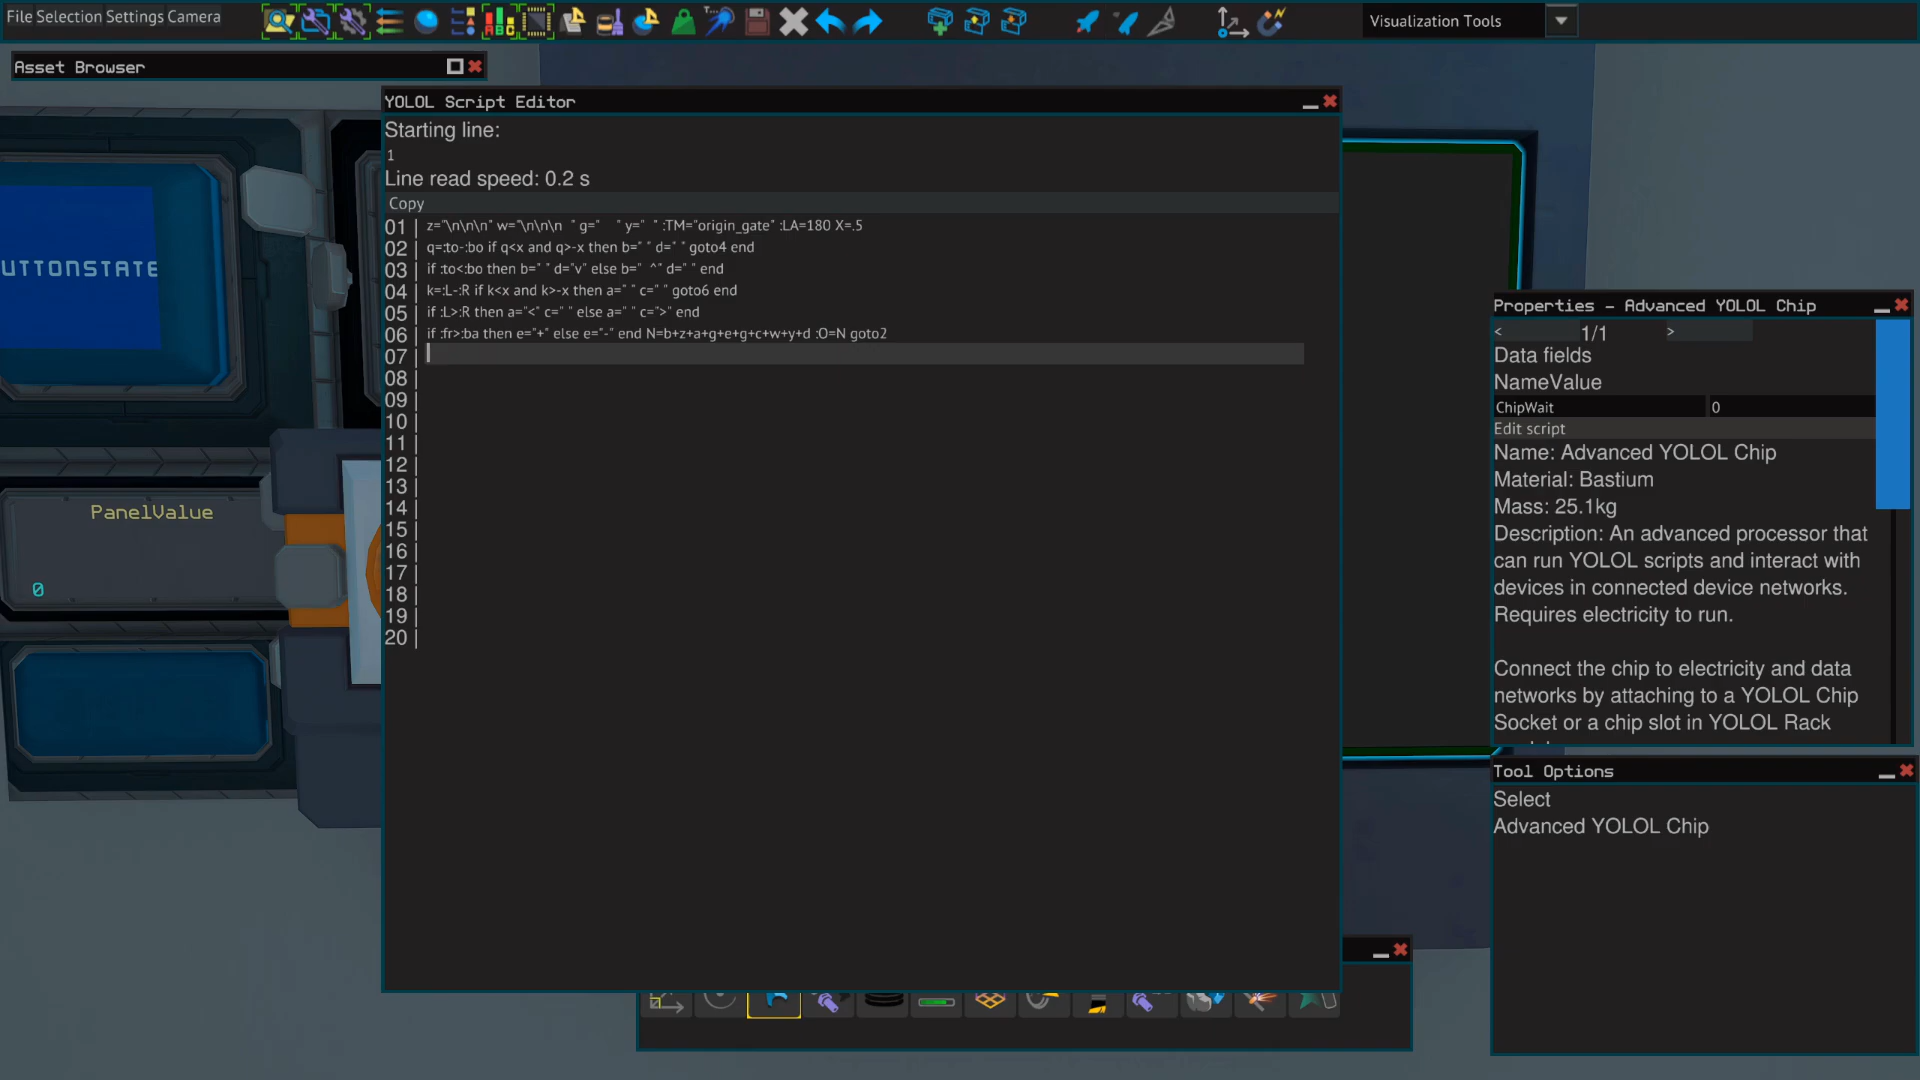 File Selection Settings Camera
Visualization Tools
Asset Browser
YOLOL Script Editor
Starting line:
1
Line read speed: 0.2 s
Copy
01 | z="\n\n\n" w="\n\n\n  " g="    " y="  " :TM="origin_gate" :LA=180 X=.5
02 | q=:to-:bo if q<x and q>-x then b=" " d=" " goto4 end
03 | if :to<:bo then b=" " d="v" else b="  ^" d=" " end
04 | k=:L-:R if k<x and k>-x then a=" " c=" " goto6 end
05 | if :L>:R then a="<" c=" " else a=" " c=">" end
06 | if :fr>:ba then e="+" else e="-" end N=b+z+a+g+e+g+c+w+y+d :O=N goto2
07 |
08 |
09 |
10 |
11 |
12 |
13 |
14 |
15 |
16 |
17 |
18 |
19 |
20 |
UTTONSTATE
PanelValue
0
Properties - Advanced YOLOL Chip
< 1/1 >
Data fields
NameValue
ChipWait 0
Edit script
Name: Advanced YOLOL Chip
Material: Bastium
Mass: 25.1kg
Description: An advanced processor that
can run YOLOL scripts and interact with
devices in connected device networks.
Requires electricity to run.
Connect the chip to electricity and data
networks by attaching to a YOLOL Chip
Socket or a chip slot in YOLOL Rack
Tool Options
Select
Advanced YOLOL Chip